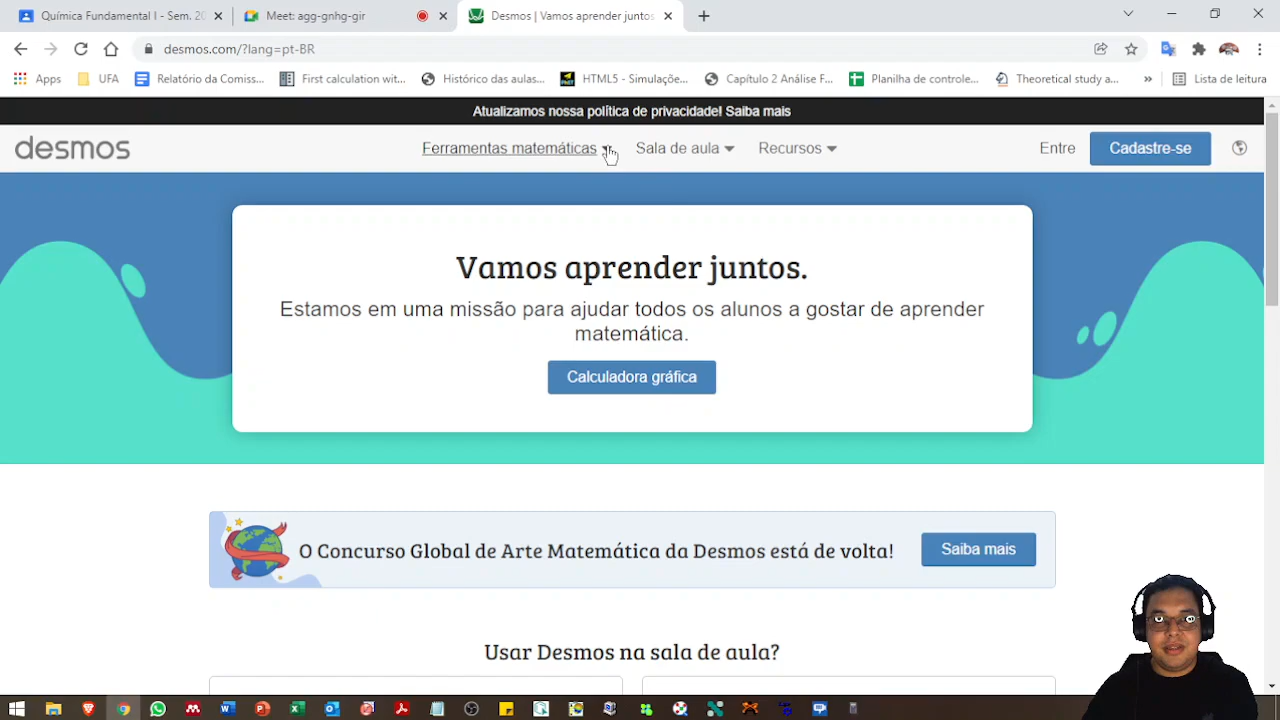 Química Fundamental I - Sem. 20
Meet: agg-gnhg-gir
Desmos | Vamos aprender juntos.
desmos.com/?lang=pt-BR
Apps
UFA
Relatório da Comiss...
First calculation wit...
Histórico das aulas...
HTML5 - Simulaçõe...
Capítulo 2 Análise F...
Planilha de controle...
Theoretical study a...
»
Lista de leitura
Atualizamos nossa política de privacidade! Saiba mais
desmos
Ferramentas matemáticas
Sala de aula
Recursos
Entre
Cadastre-se
Vamos aprender juntos.
Estamos em uma missão para ajudar todos os alunos a gostar de aprender
matemática.
Calculadora gráfica
O Concurso Global de Arte Matemática da Desmos está de volta!
Saiba mais
Usar Desmos na sala de aula?